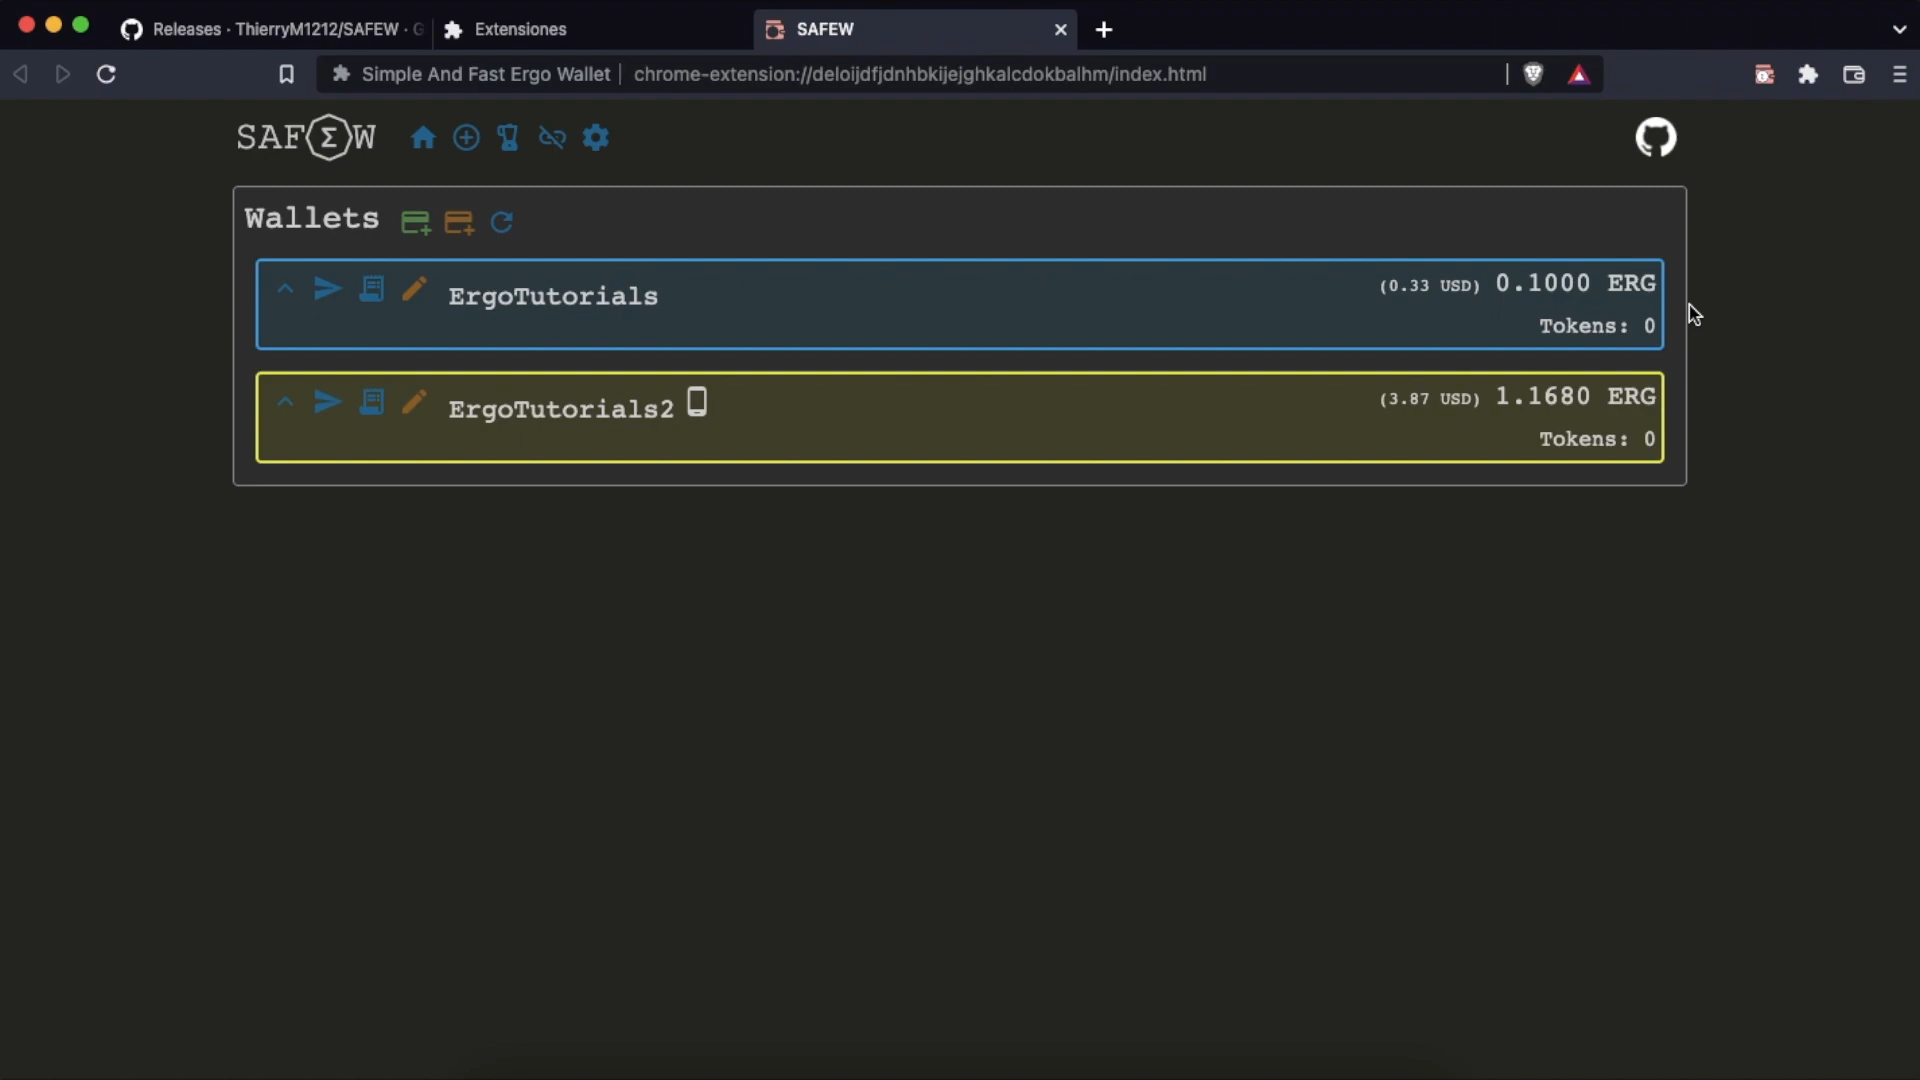 Releases · ThierryM1212/SAFEW · G
Extensiones
SAFEW
Simple And Fast Ergo Wallet | chrome-extension://deloijdfjdnhbkijejghkalcdokbalhm/index.html
SAFΣW
Wallets
ErgoTutorials
(0.33 USD) 0.1000 ERG
Tokens: 0
ErgoTutorials2
(3.87 USD) 1.1680 ERG
Tokens: 0